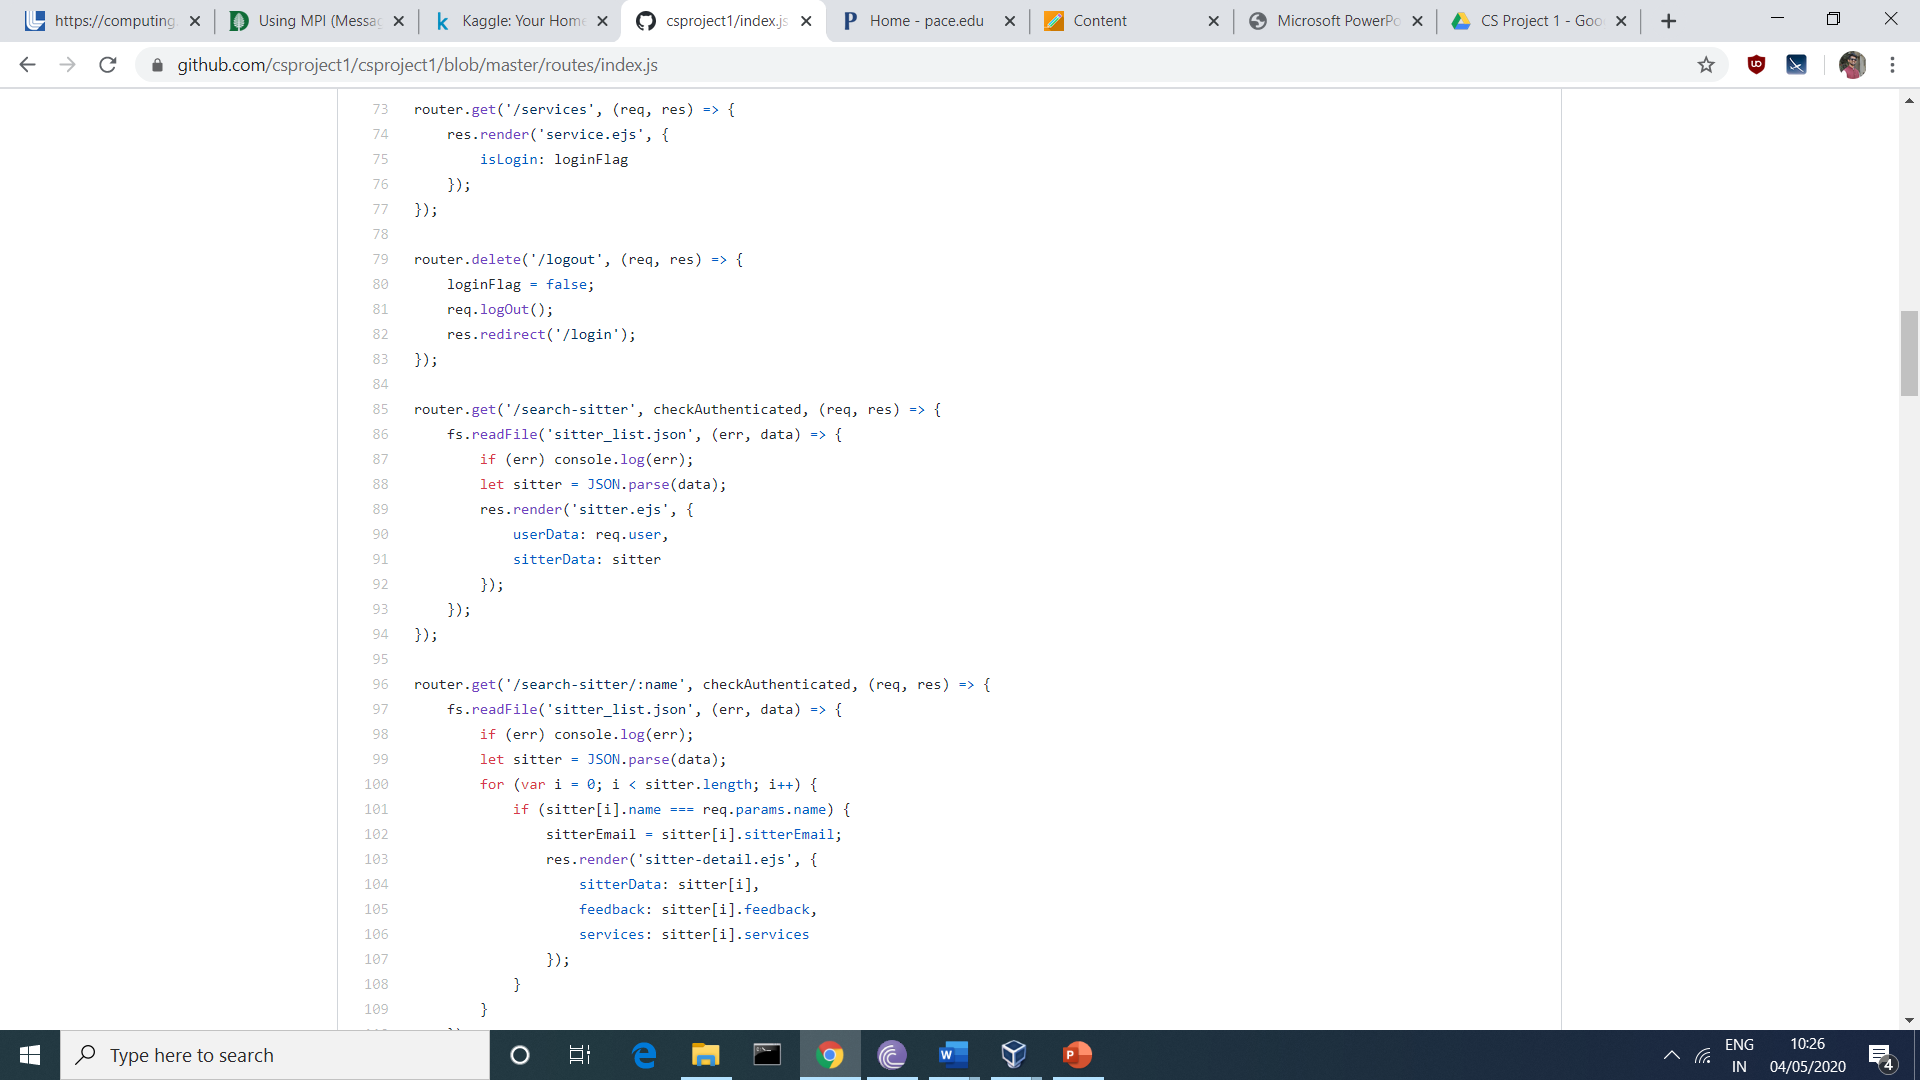 https://computing.
Using MPI (Messag
Kaggle: Your Home
csproject1/index.js
Home - pace.edu
Content
Microsoft PowerPo
CS Project 1 - Goo
github.com/csproject1/csproject1/blob/master/routes/index.js
73 router.get('/services', (req, res) => {
74     res.render('service.ejs', {
75         isLogin: loginFlag
76     });
77 });
78
79 router.delete('/logout', (req, res) => {
80     loginFlag = false;
81     req.logOut();
82     res.redirect('/login');
83 });
84
85 router.get('/search-sitter', checkAuthenticated, (req, res) => {
86     fs.readFile('sitter_list.json', (err, data) => {
87         if (err) console.log(err);
88         let sitter = JSON.parse(data);
89         res.render('sitter.ejs', {
90             userData: req.user,
91             sitterData: sitter
92         });
93     });
94 });
95
96 router.get('/search-sitter/:name', checkAuthenticated, (req, res) => {
97     fs.readFile('sitter_list.json', (err, data) => {
98         if (err) console.log(err);
99         let sitter = JSON.parse(data);
100         for (var i = 0; i < sitter.length; i++) {
101             if (sitter[i].name === req.params.name) {
102                 sitterEmail = sitter[i].sitterEmail;
103                 res.render('sitter-detail.ejs', {
104                     sitterData: sitter[i],
105                     feedback: sitter[i].feedback,
106                     services: sitter[i].services
107                 });
108             }
109         }
Type here to search
ENG
IN
10:26
04/05/2020
4